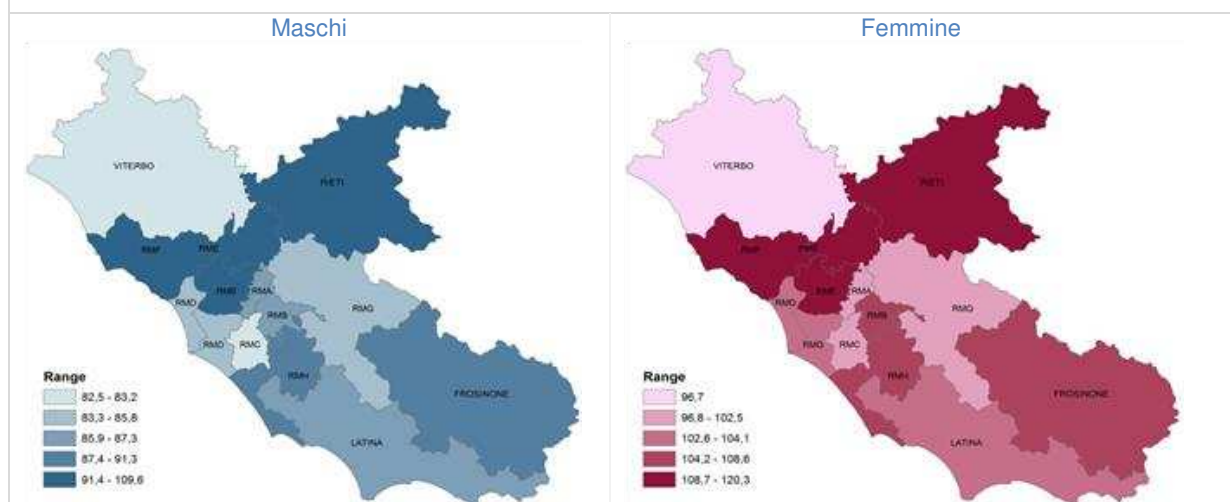 Maschi
VITERBO
RIETI
RMF
RMA
RMD
RMG
RMB
RMD
RMC
RMH
FROSINONE
LATINA
Range
82,5 - 83,2
83,3 - 85,8
85,9 - 87,3
87,4 - 91,3
91,4 - 109,6
Femmine
VITERBO
RIETI
RMF
RMA
RMD
RMG
RMB
RMD
RMC
RMH
FROSINONE
LATINA
Range
96,7
96,8 - 102,5
102,6 - 104,1
104,2 - 108,6
108,7 - 120,3